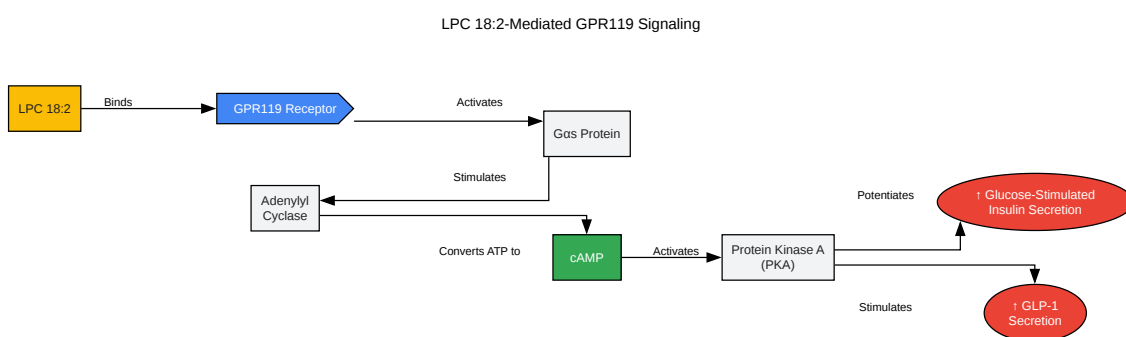 LPC 18:2-Mediated GPR119 Signaling
LPC 18:2
Binds
GPR119 Receptor
Activates
Gαs Protein
Stimulates
Adenylyl
Cyclase
Converts ATP to
cAMP
Activates
Protein Kinase A
(PKA)
Potentiates
↑ Glucose-Stimulated
Insulin Secretion
Stimulates
↑ GLP-1
Secretion